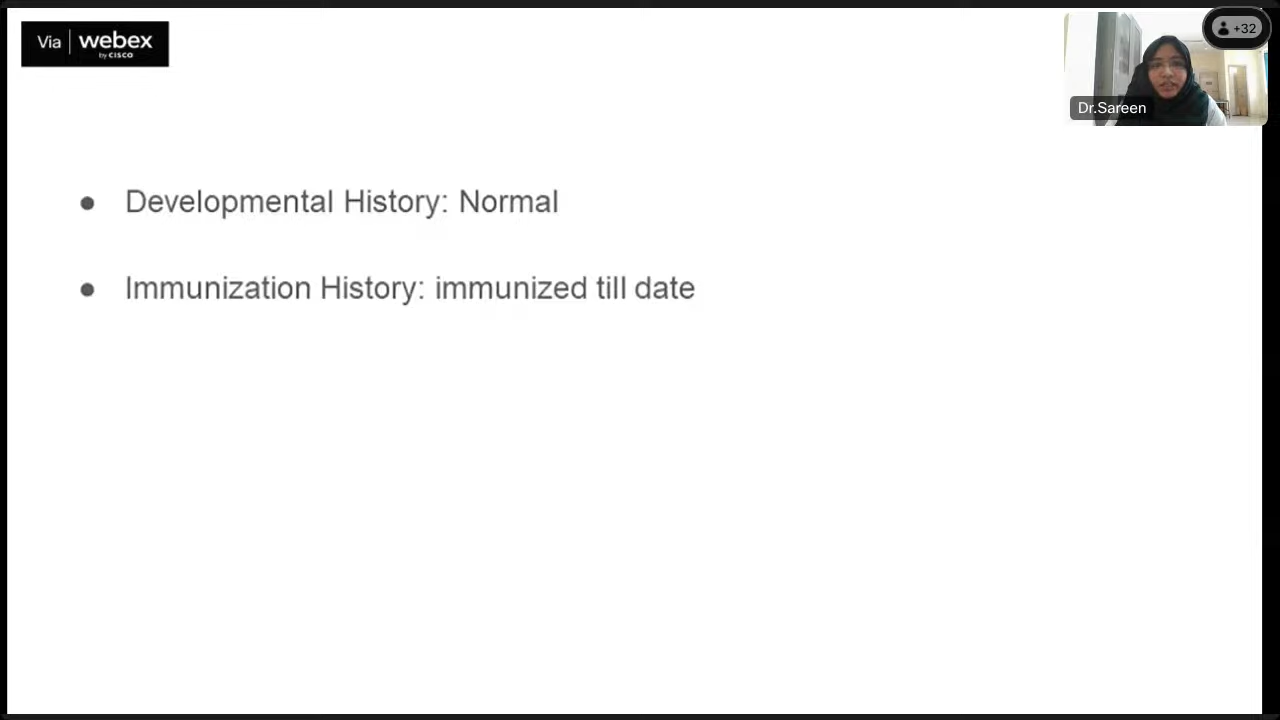 Via webex
by CISCO
+32
Dr.Sareen
● Developmental History: Normal
● Immunization History: immunized till date